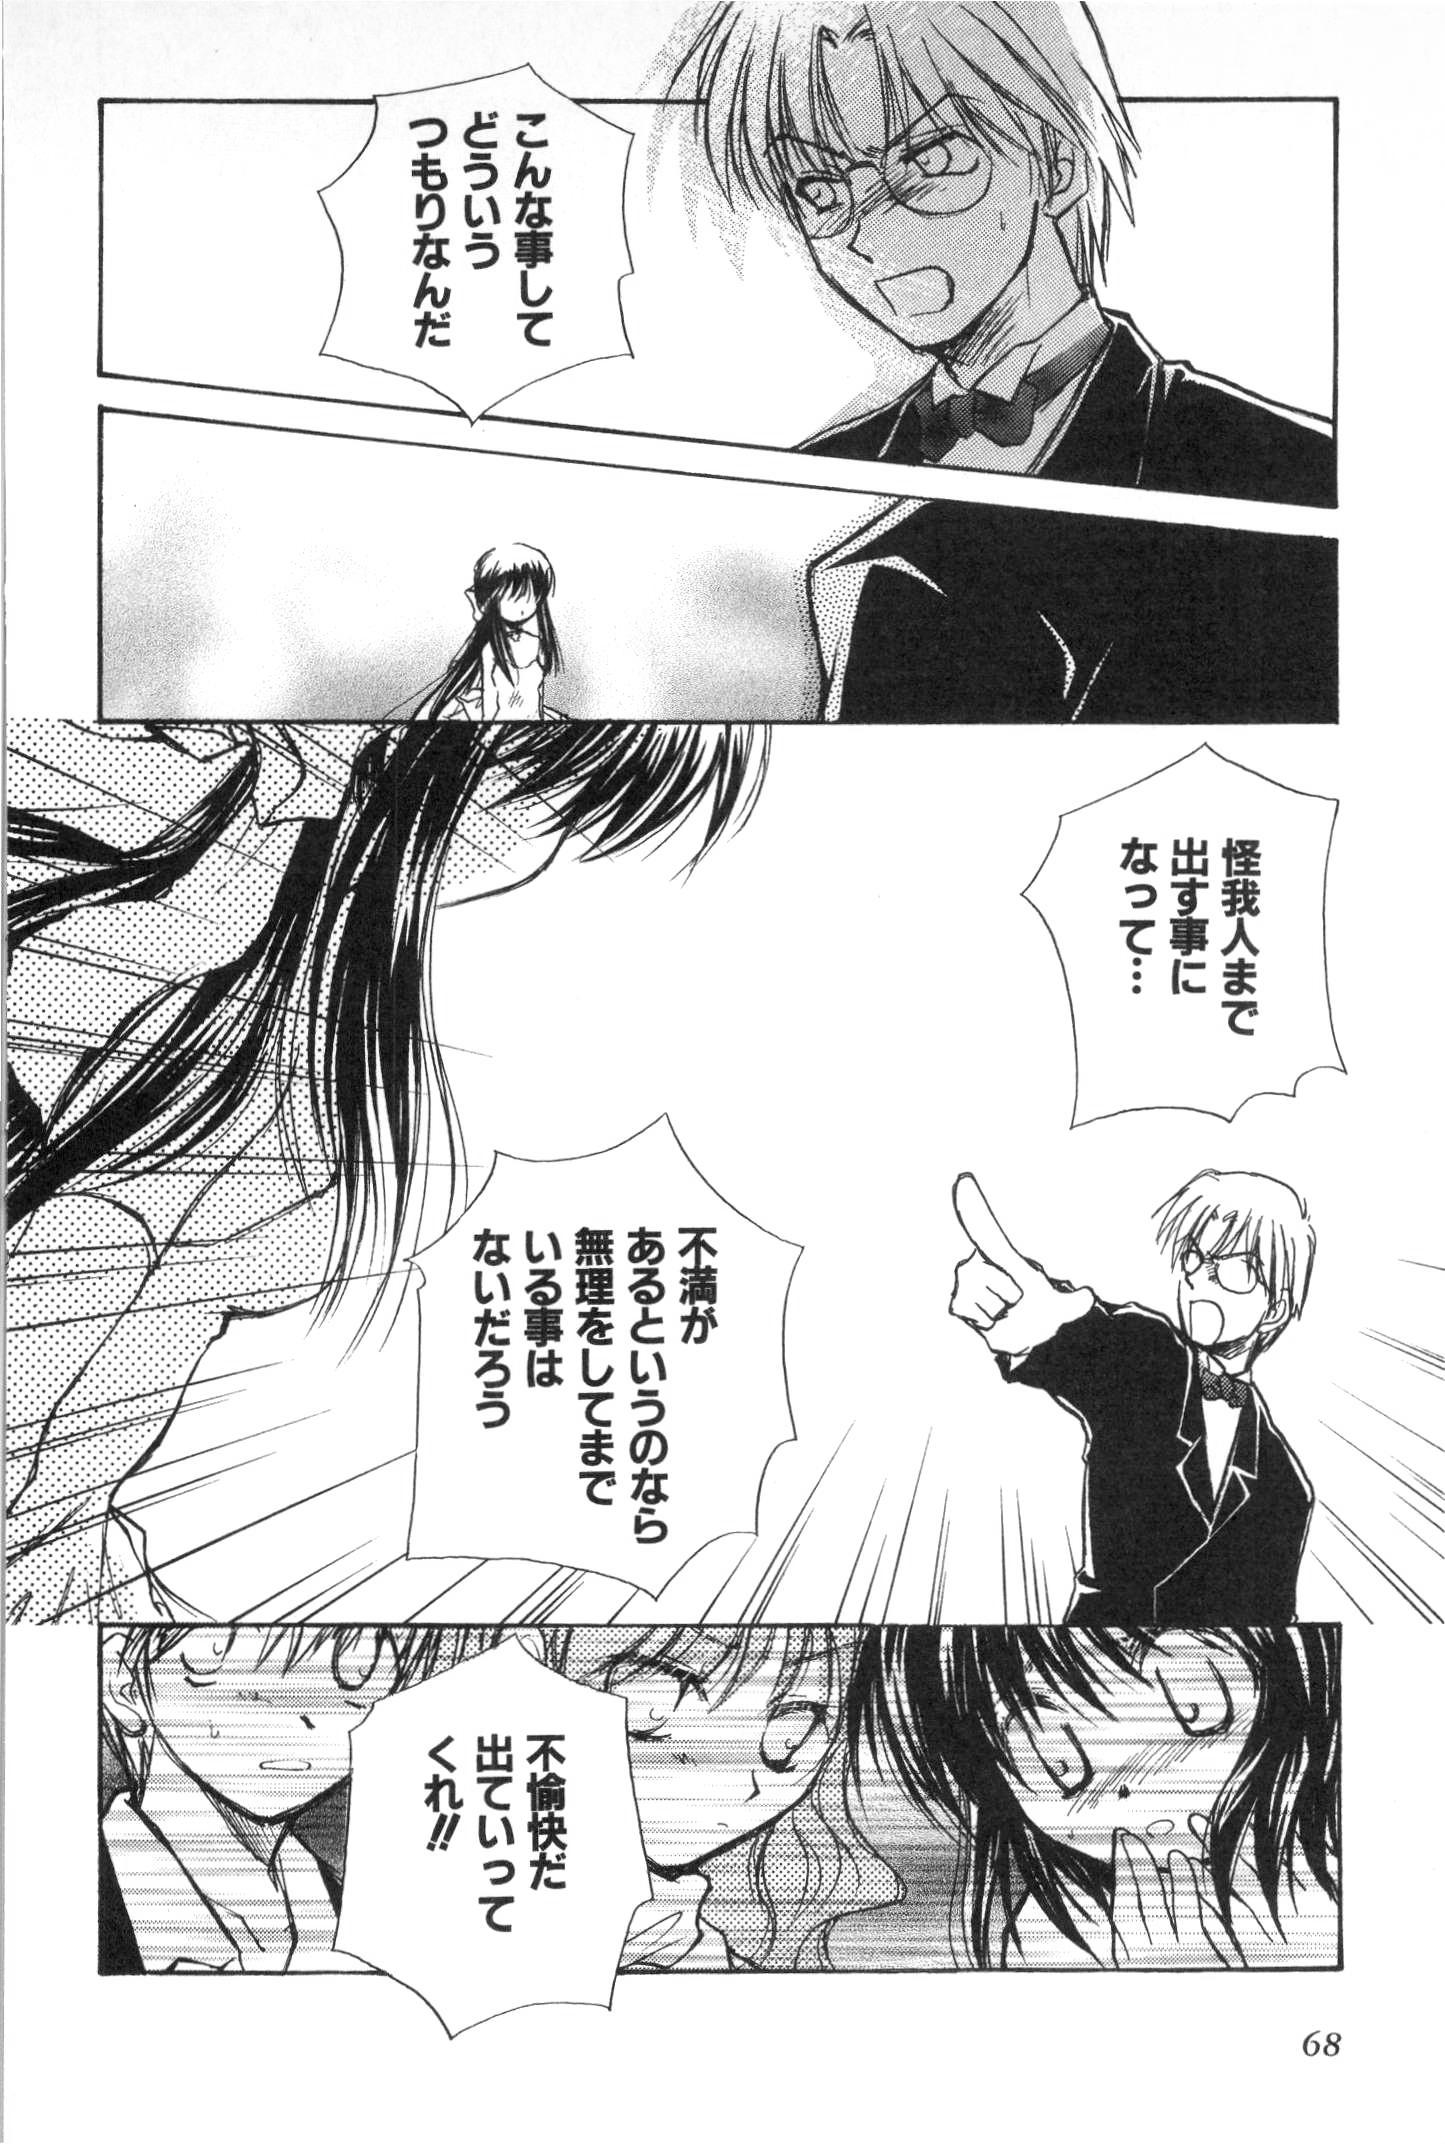 こんな事して
どういう
つもりなんだ
怪我人まで
出す事に
なって…
不満が
あるというのなら
無理をしてまで
いる事は
ないだろう
不愉快だ
出ていって
くれ!!
68